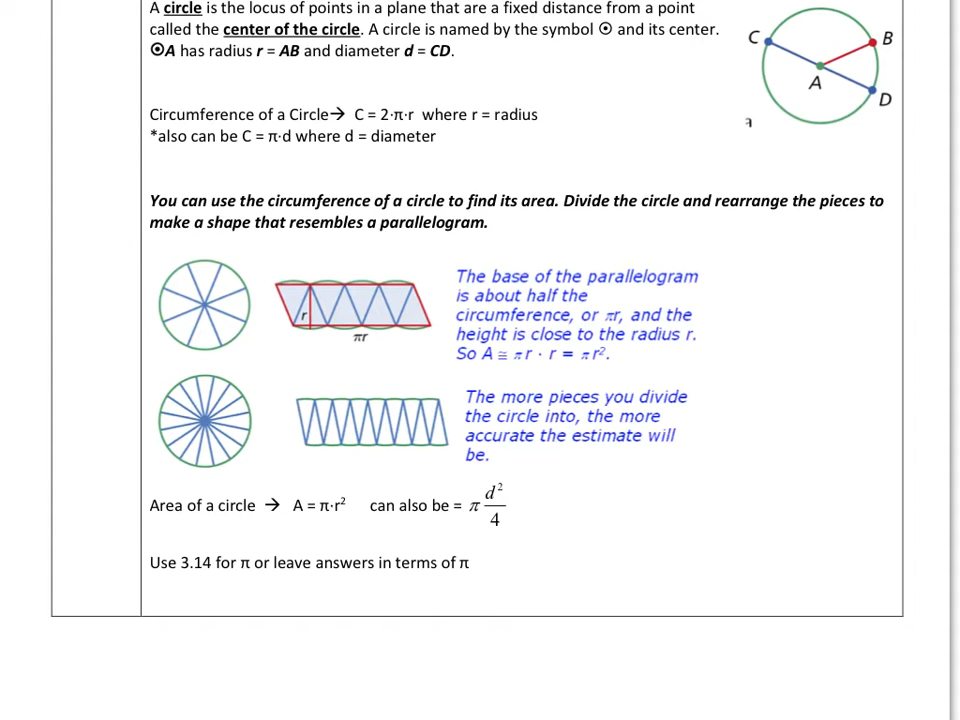 A circle is the locus of points in a plane that are a fixed distance from a point
called the center of the circle. A circle is named by the symbol ⊙ and its center.
⊙A has radius r = AB and diameter d = CD.
C
B
A
D
Circumference of a Circle→ C = 2·π·r where r = radius
*also can be C = π·d where d = diameter
You can use the circumference of a circle to find its area. Divide the circle and rearrange the pieces to
make a shape that resembles a parallelogram.
r
πr
The base of the parallelogram
is about half the
circumference, or πr, and the
height is close to the radius r.
So A ≅ πr · r = πr².
The more pieces you divide
the circle into, the more
accurate the estimate will
be.
Area of a circle → A = π·r² can also be = π d²/4
Use 3.14 for π or leave answers in terms of π